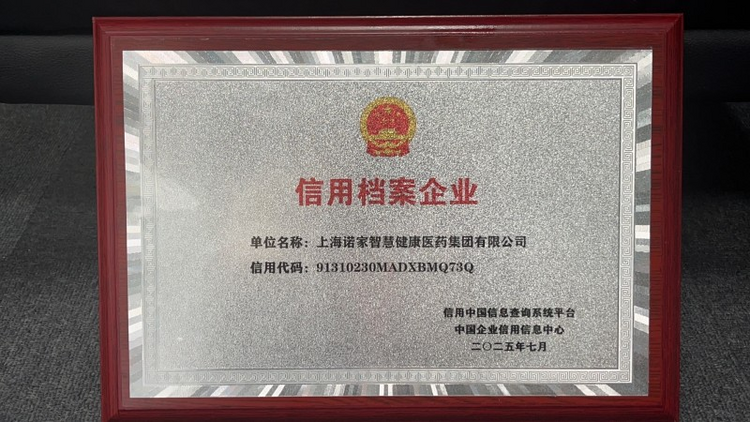 信用档案企业
单位名称：上海诺家智慧健康医药集团有限公司
信用代码：91310230MADXBMQ73Q
信用中国信息查询系统平台
中国企业信用信息中心
二〇二五年七月